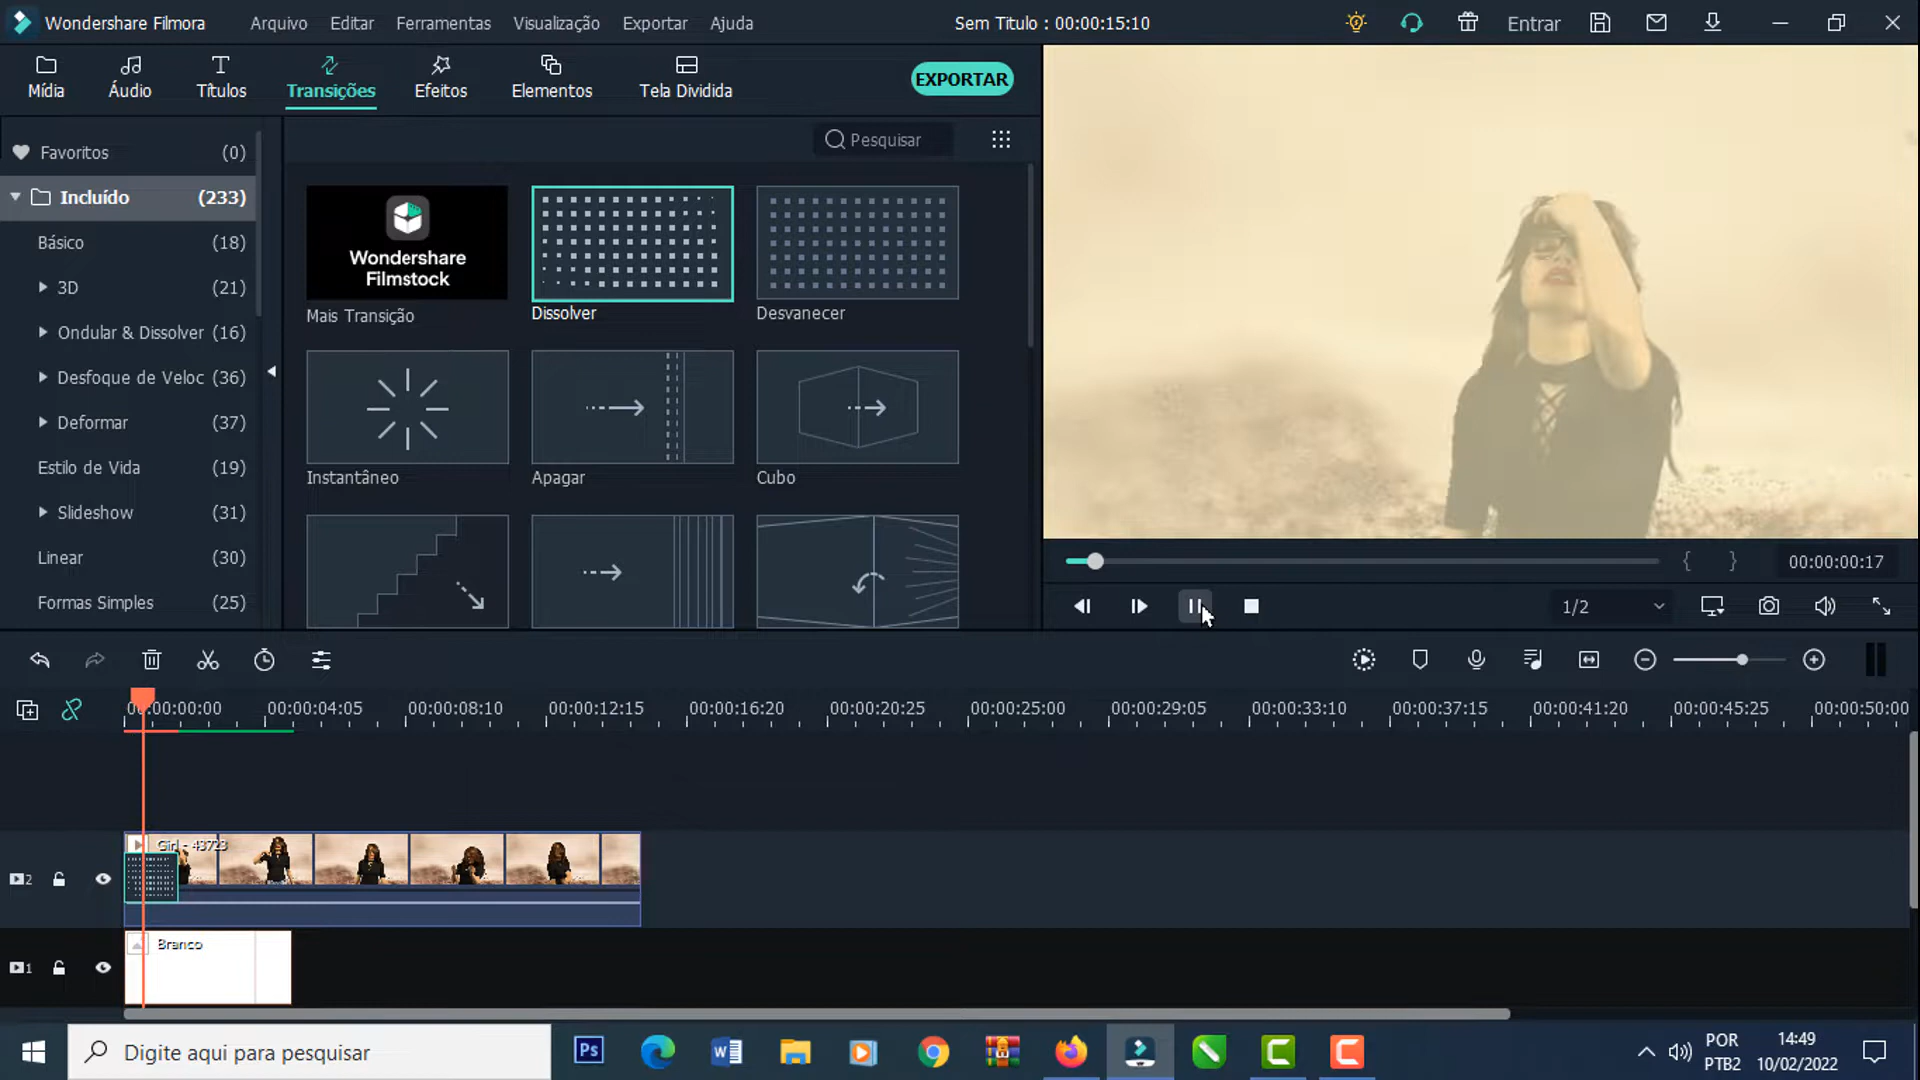 Wondershare Filmora Arquivo Editar Ferramentas Visualização Exportar Ajuda Sem Titulo : 00:00:15:10 Entrar
Mídia Áudio Títulos Transições Efeitos Elementos Tela Dividida EXPORTAR
Favoritos (0)
Incluído (233)
Básico (18)
3D (21)
Ondular & Dissolver (16)
Desfoque de Veloc (36)
Deformar (37)
Estilo de Vida (19)
Slideshow (31)
Linear (30)
Formas Simples (25)
Pesquisar
Wondershare
Filmstock
Mais Transição Dissolver Desvanecer
Instantâneo Apagar Cubo
{ } 00:00:00:17
1/2
00:00:00:00 00:00:04:05 00:00:08:10 00:00:12:15 00:00:16:20 00:00:20:25 00:00:25:00 00:00:29:05 00:00:33:10 00:00:37:15 00:00:41:20 00:00:45:25 00:00:50:00
2
Girl - 43723
1
Branco
Digite aqui para pesquisar
Ps
POR
PTB2
14:49
10/02/2022